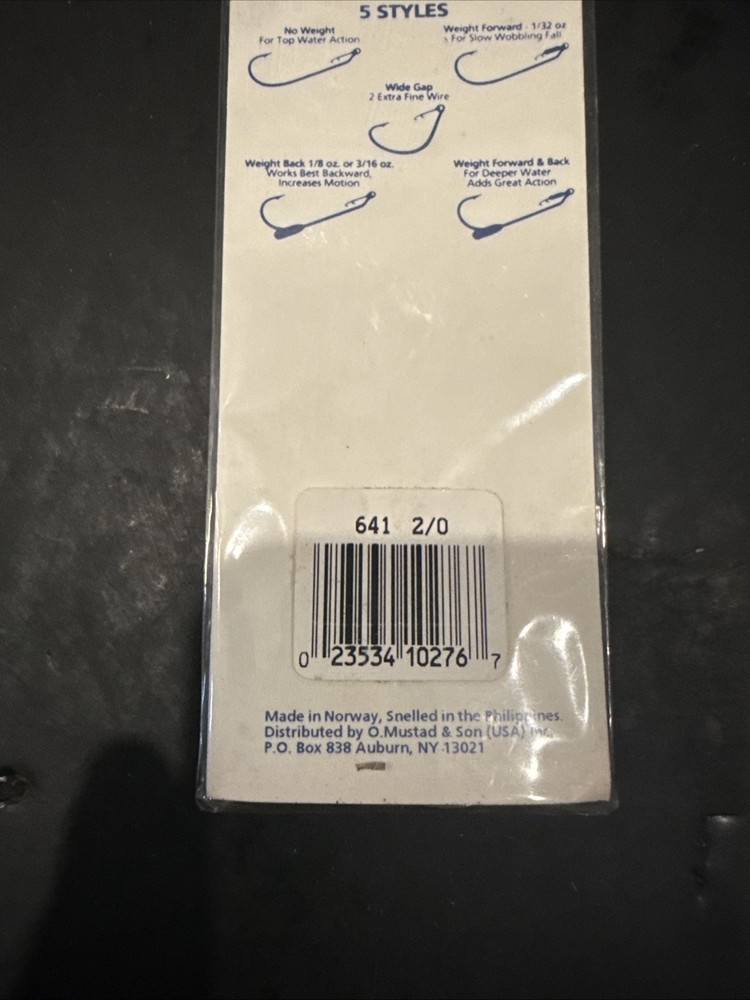 5 STYLES
No Weight
For Top Water Action
Weight Forward - 1/32 oz
For Slow Wobbling Fall
Wide Gap
2 Extra Fine Wire
Weight Back 1/8 oz. or 3/16 oz.
Works Best Backward,
Increases Motion
Weight Forward & Back
For Deeper Water
Adds Great Action
641 2/0
0 23534 10276 7
Made in Norway, Snelled in the Philippines.
Distributed by O.Mustad & Son (USA) Inc.
P.O. Box 838 Auburn, NY 13021